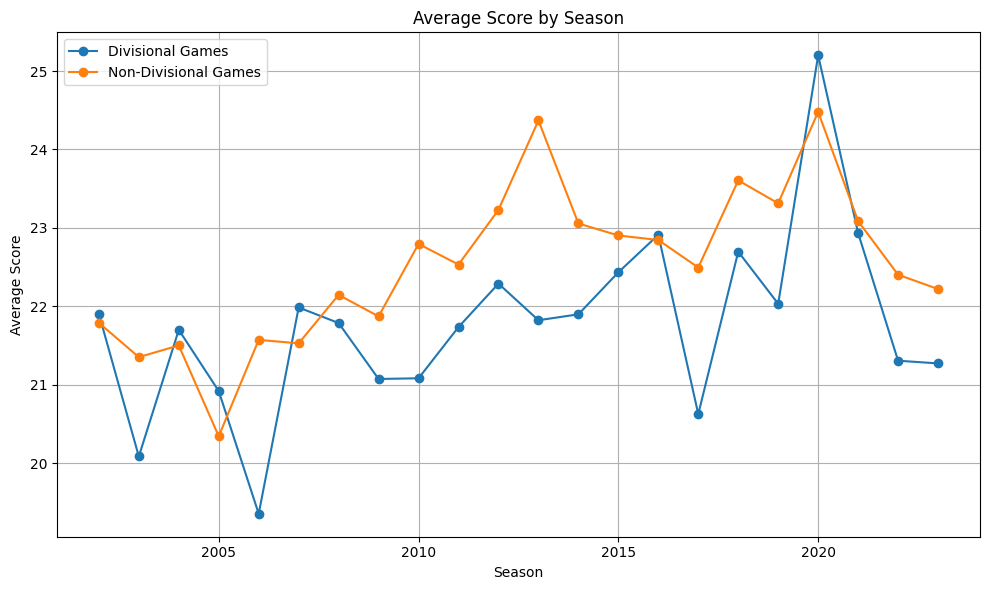 Average Score by Season
Divisional Games
Non-Divisional Games
Average Score
25
24
23
22
21
20
2005
2010
2015
2020
Season